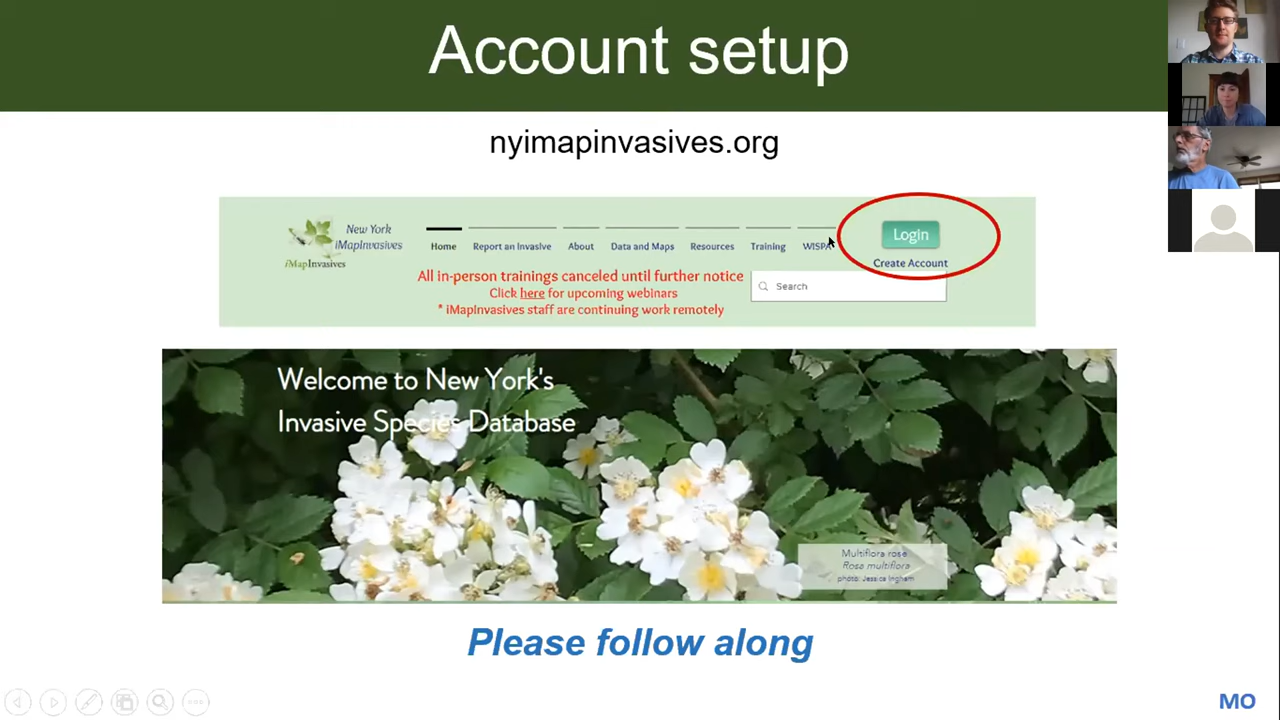 Account setup
nyimapinvasives.org
New York
iMapInvasives
iMapInvasives
Home Report an Invasive About Data and Maps Resources Training WISPA
Login
Create Account
All in-person trainings canceled until further notice
Click here for upcoming webinars
* iMapInvasives staff are continuing work remotely
Search
Welcome to New York's
Invasive Species Database
Multiflora rose
Rosa multiflora
photo: Jessica Ingham
Please follow along
MO